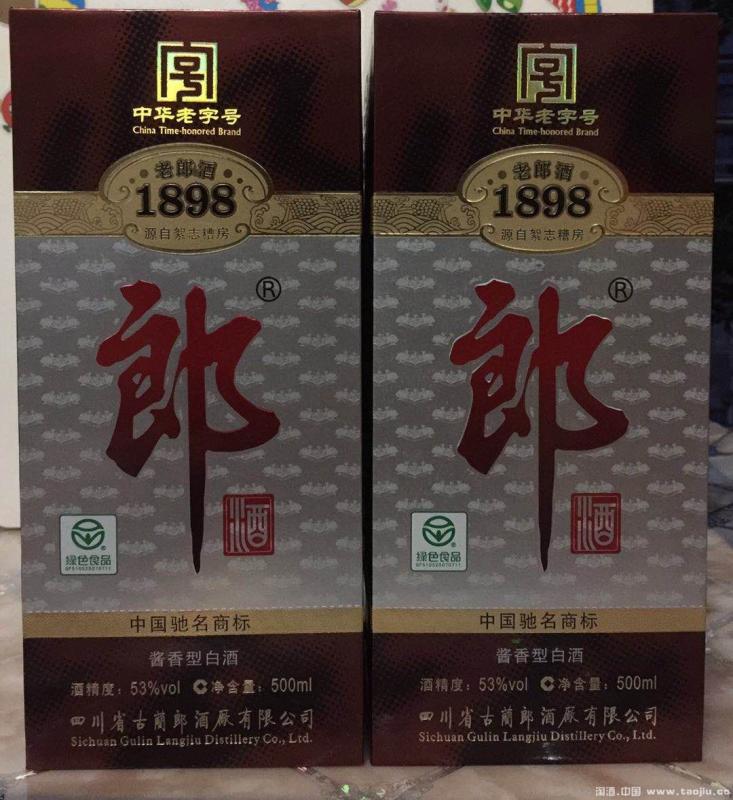 中华老字号
China Time-honored Brand
老郎酒
1898
源自絮志糟房
郎®
酒
绿色食品
GF510525070711
中国驰名商标
酱香型白酒
酒精度：53%vol C净含量：500ml
四川省古蔺郎酒厂有限公司
Sichuan Gulin Langjiu Distillery Co., Ltd.
中华老字号
China Time-honored Brand
老郎酒
1898
源自絮志糟房
郎®
酒
绿色食品
GF510525070711
中国驰名商标
酱香型白酒
酒精度：53%vol C净含量：500ml
四川省古蔺郎酒厂有限公司
Sichuan Gulin Langjiu Distillery Co., Ltd.
淘酒.中国 www.taojiu.cc